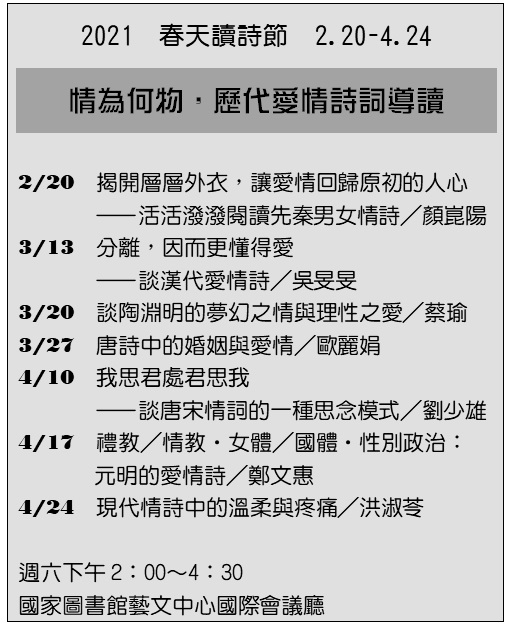 2021 春天讀詩節 2.20-4.24
情為何物・歷代愛情詩詞導讀
2/20 揭開層層外衣，讓愛情回歸原初的人心
——活活潑潑閱讀先秦男女情詩／顏崑陽
3/13 分離，因而更懂得愛
——談漢代愛情詩／吳旻旻
3/20 談陶淵明的夢幻之情與理性之愛／蔡瑜
3/27 唐詩中的婚姻與愛情／歐麗娟
4/10 我思君處君思我
——談唐宋情詞的一種思念模式／劉少雄
4/17 禮教／情教・女體／國體・性別政治：
元明的愛情詩／鄭文惠
4/24 現代情詩中的溫柔與疼痛／洪淑苓
週六下午2：00～4：30
國家圖書館藝文中心國際會議廳